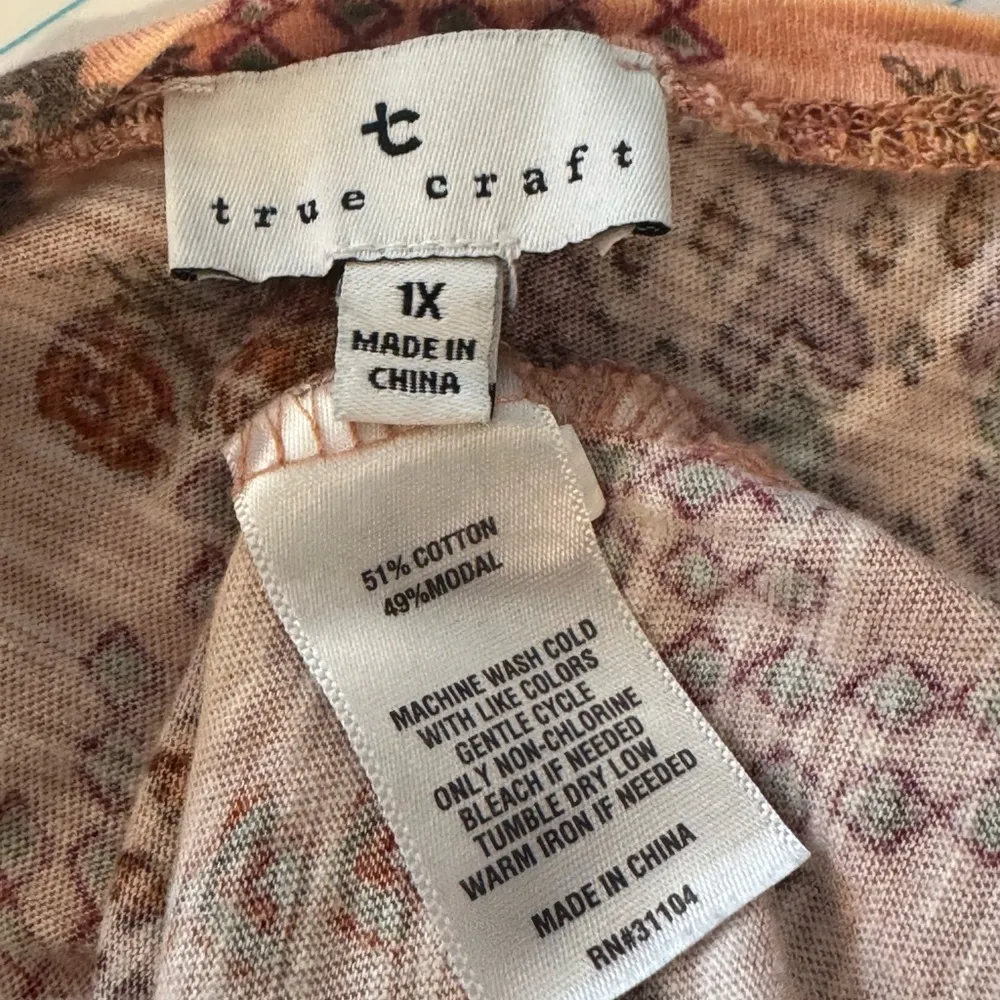 tc
true craft
1X
MADE IN
CHINA
51% COTTON
49%MODAL
MACHINE WASH COLD
WITH LIKE COLORS
GENTLE CYCLE
ONLY NON-CHLORINE
BLEACH IF NEEDED
TUMBLE DRY LOW
WARM IRON IF NEEDED
MADE IN CHINA
RN#31104